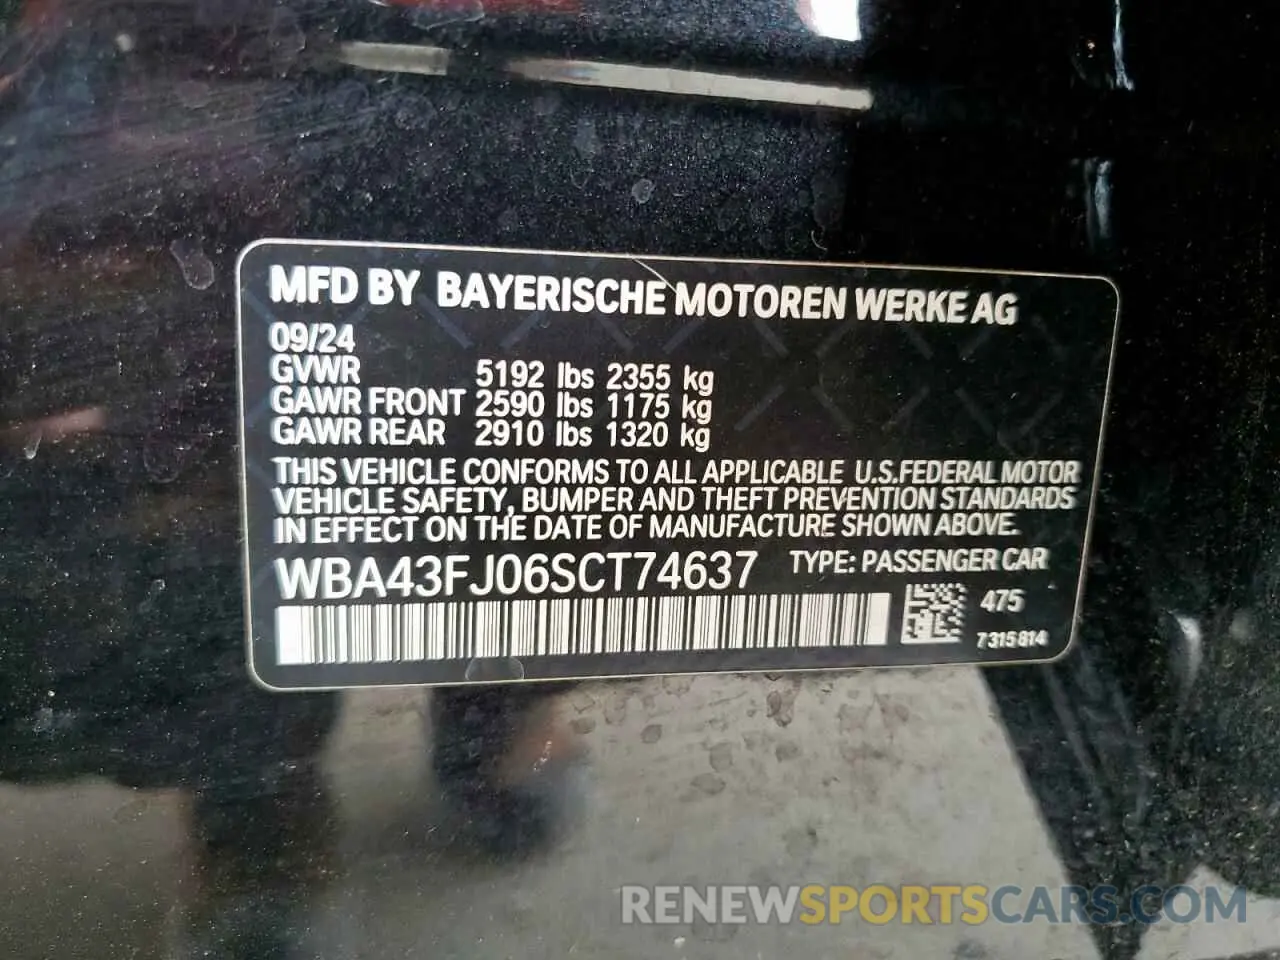 MFD BY BAYERISCHE MOTOREN WERKE AG
09/24
GVWR 5192 lbs 2355 kg
GAWR FRONT 2590 lbs 1175 kg
GAWR REAR 2910 lbs 1320 kg
THIS VEHICLE CONFORMS TO ALL APPLICABLE U.S.FEDERAL MOTOR
VEHICLE SAFETY, BUMPER AND THEFT PREVENTION STANDARDS
IN EFFECT ON THE DATE OF MANUFACTURE SHOWN ABOVE.
WBA43FJ06SCT74637 TYPE: PASSENGER CAR
475
7315814
RENEWSPORTSCARS.COM